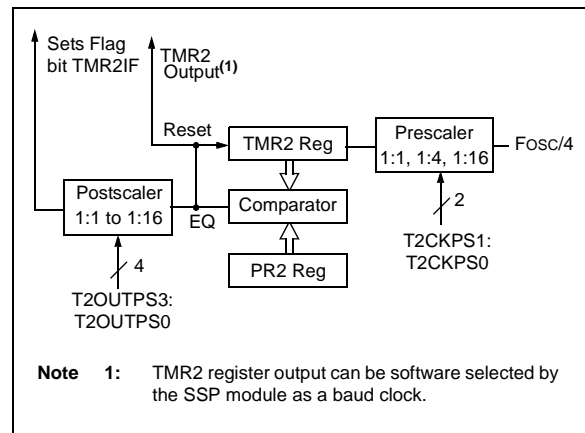 Sets Flag
bit TMR2IF
TMR2
Output(1)
Reset
TMR2 Reg
Prescaler
1:1, 1:4, 1:16
FOSC/4
Postscaler
1:1 to 1:16
EQ
Comparator
2
T2CKPS1:
T2CKPS0
4
PR2 Reg
T2OUTPS3:
T2OUTPS0
Note 1: TMR2 register output can be software selected by
the SSP module as a baud clock.